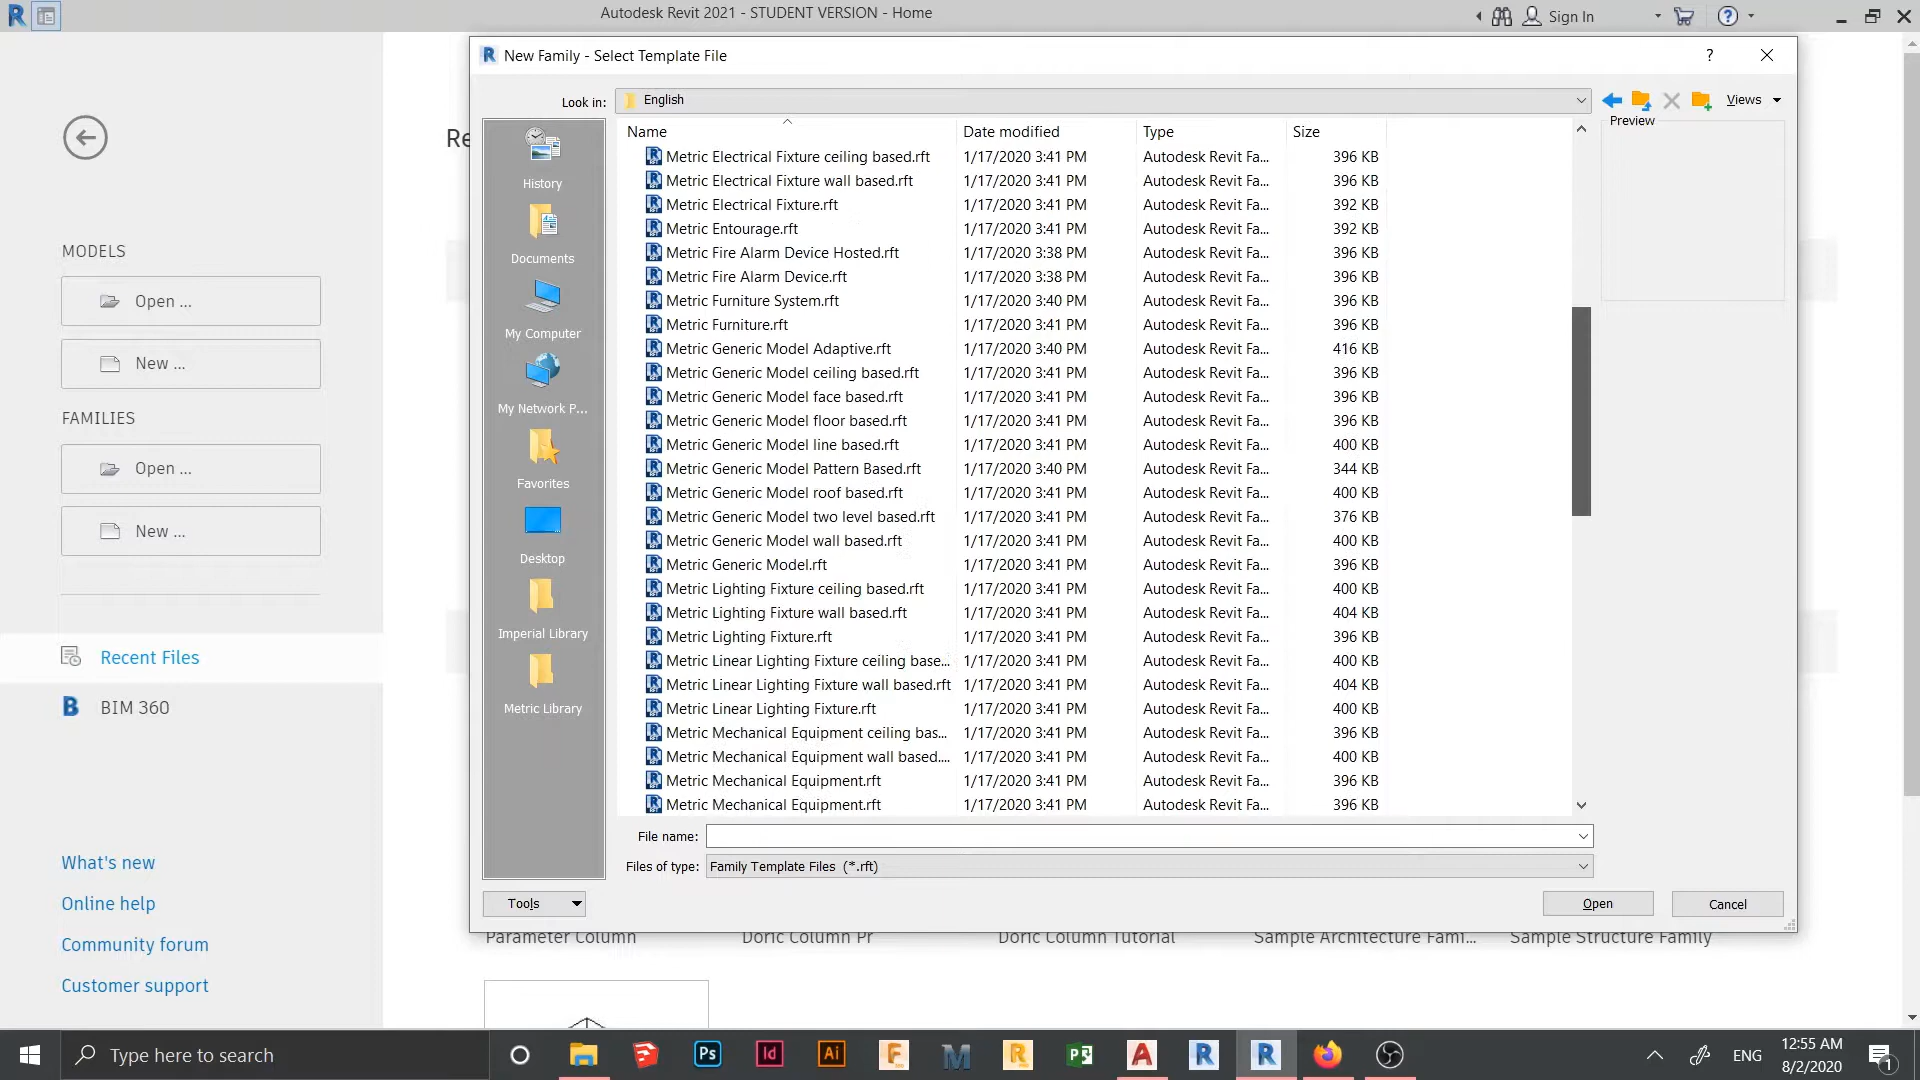 Autodesk Revit 2021 - STUDENT VERSION - Home
Sign In
New Family - Select Template File
Look in: English
Views
Preview
MODELS
Open ...
New ...
FAMILIES
Open ...
New ...
Recent Files
BIM 360
What's new
Online help
Community forum
Customer support
Re
History
Documents
My Computer
My Network P...
Favorites
Desktop
Imperial Library
Metric Library
Name Date modified Type Size
Metric Electrical Fixture ceiling based.rft 1/17/2020 3:41 PM Autodesk Revit Fa... 396 KB
Metric Electrical Fixture wall based.rft 1/17/2020 3:41 PM Autodesk Revit Fa... 396 KB
Metric Electrical Fixture.rft 1/17/2020 3:41 PM Autodesk Revit Fa... 392 KB
Metric Entourage.rft 1/17/2020 3:41 PM Autodesk Revit Fa... 392 KB
Metric Fire Alarm Device Hosted.rft 1/17/2020 3:38 PM Autodesk Revit Fa... 396 KB
Metric Fire Alarm Device.rft 1/17/2020 3:38 PM Autodesk Revit Fa... 396 KB
Metric Furniture System.rft 1/17/2020 3:40 PM Autodesk Revit Fa... 396 KB
Metric Furniture.rft 1/17/2020 3:41 PM Autodesk Revit Fa... 396 KB
Metric Generic Model Adaptive.rft 1/17/2020 3:40 PM Autodesk Revit Fa... 416 KB
Metric Generic Model ceiling based.rft 1/17/2020 3:41 PM Autodesk Revit Fa... 396 KB
Metric Generic Model face based.rft 1/17/2020 3:41 PM Autodesk Revit Fa... 396 KB
Metric Generic Model floor based.rft 1/17/2020 3:41 PM Autodesk Revit Fa... 396 KB
Metric Generic Model line based.rft 1/17/2020 3:41 PM Autodesk Revit Fa... 400 KB
Metric Generic Model Pattern Based.rft 1/17/2020 3:40 PM Autodesk Revit Fa... 344 KB
Metric Generic Model roof based.rft 1/17/2020 3:41 PM Autodesk Revit Fa... 400 KB
Metric Generic Model two level based.rft 1/17/2020 3:41 PM Autodesk Revit Fa... 376 KB
Metric Generic Model wall based.rft 1/17/2020 3:41 PM Autodesk Revit Fa... 400 KB
Metric Generic Model.rft 1/17/2020 3:41 PM Autodesk Revit Fa... 396 KB
Metric Lighting Fixture ceiling based.rft 1/17/2020 3:41 PM Autodesk Revit Fa... 400 KB
Metric Lighting Fixture wall based.rft 1/17/2020 3:41 PM Autodesk Revit Fa... 404 KB
Metric Lighting Fixture.rft 1/17/2020 3:41 PM Autodesk Revit Fa... 396 KB
Metric Linear Lighting Fixture ceiling base... 1/17/2020 3:41 PM Autodesk Revit Fa... 400 KB
Metric Linear Lighting Fixture wall based.rft 1/17/2020 3:41 PM Autodesk Revit Fa... 404 KB
Metric Linear Lighting Fixture.rft 1/17/2020 3:41 PM Autodesk Revit Fa... 400 KB
Metric Mechanical Equipment ceiling bas... 1/17/2020 3:41 PM Autodesk Revit Fa... 396 KB
Metric Mechanical Equipment wall based.... 1/17/2020 3:41 PM Autodesk Revit Fa... 400 KB
Metric Mechanical Equipment.rft 1/17/2020 3:41 PM Autodesk Revit Fa... 396 KB
Metric Mechanical Equipment.rft 1/17/2020 3:41 PM Autodesk Revit Fa... 396 KB
File name:
Files of type: Family Template Files (*.rft)
Tools
Open
Cancel
Parameter Column Doric Column Pr Doric Column Tutorial Sample Architecture Fami... Sample Structure Family
Type here to search
Ps Id Ai
ENG
12:55 AM
8/2/2020
1